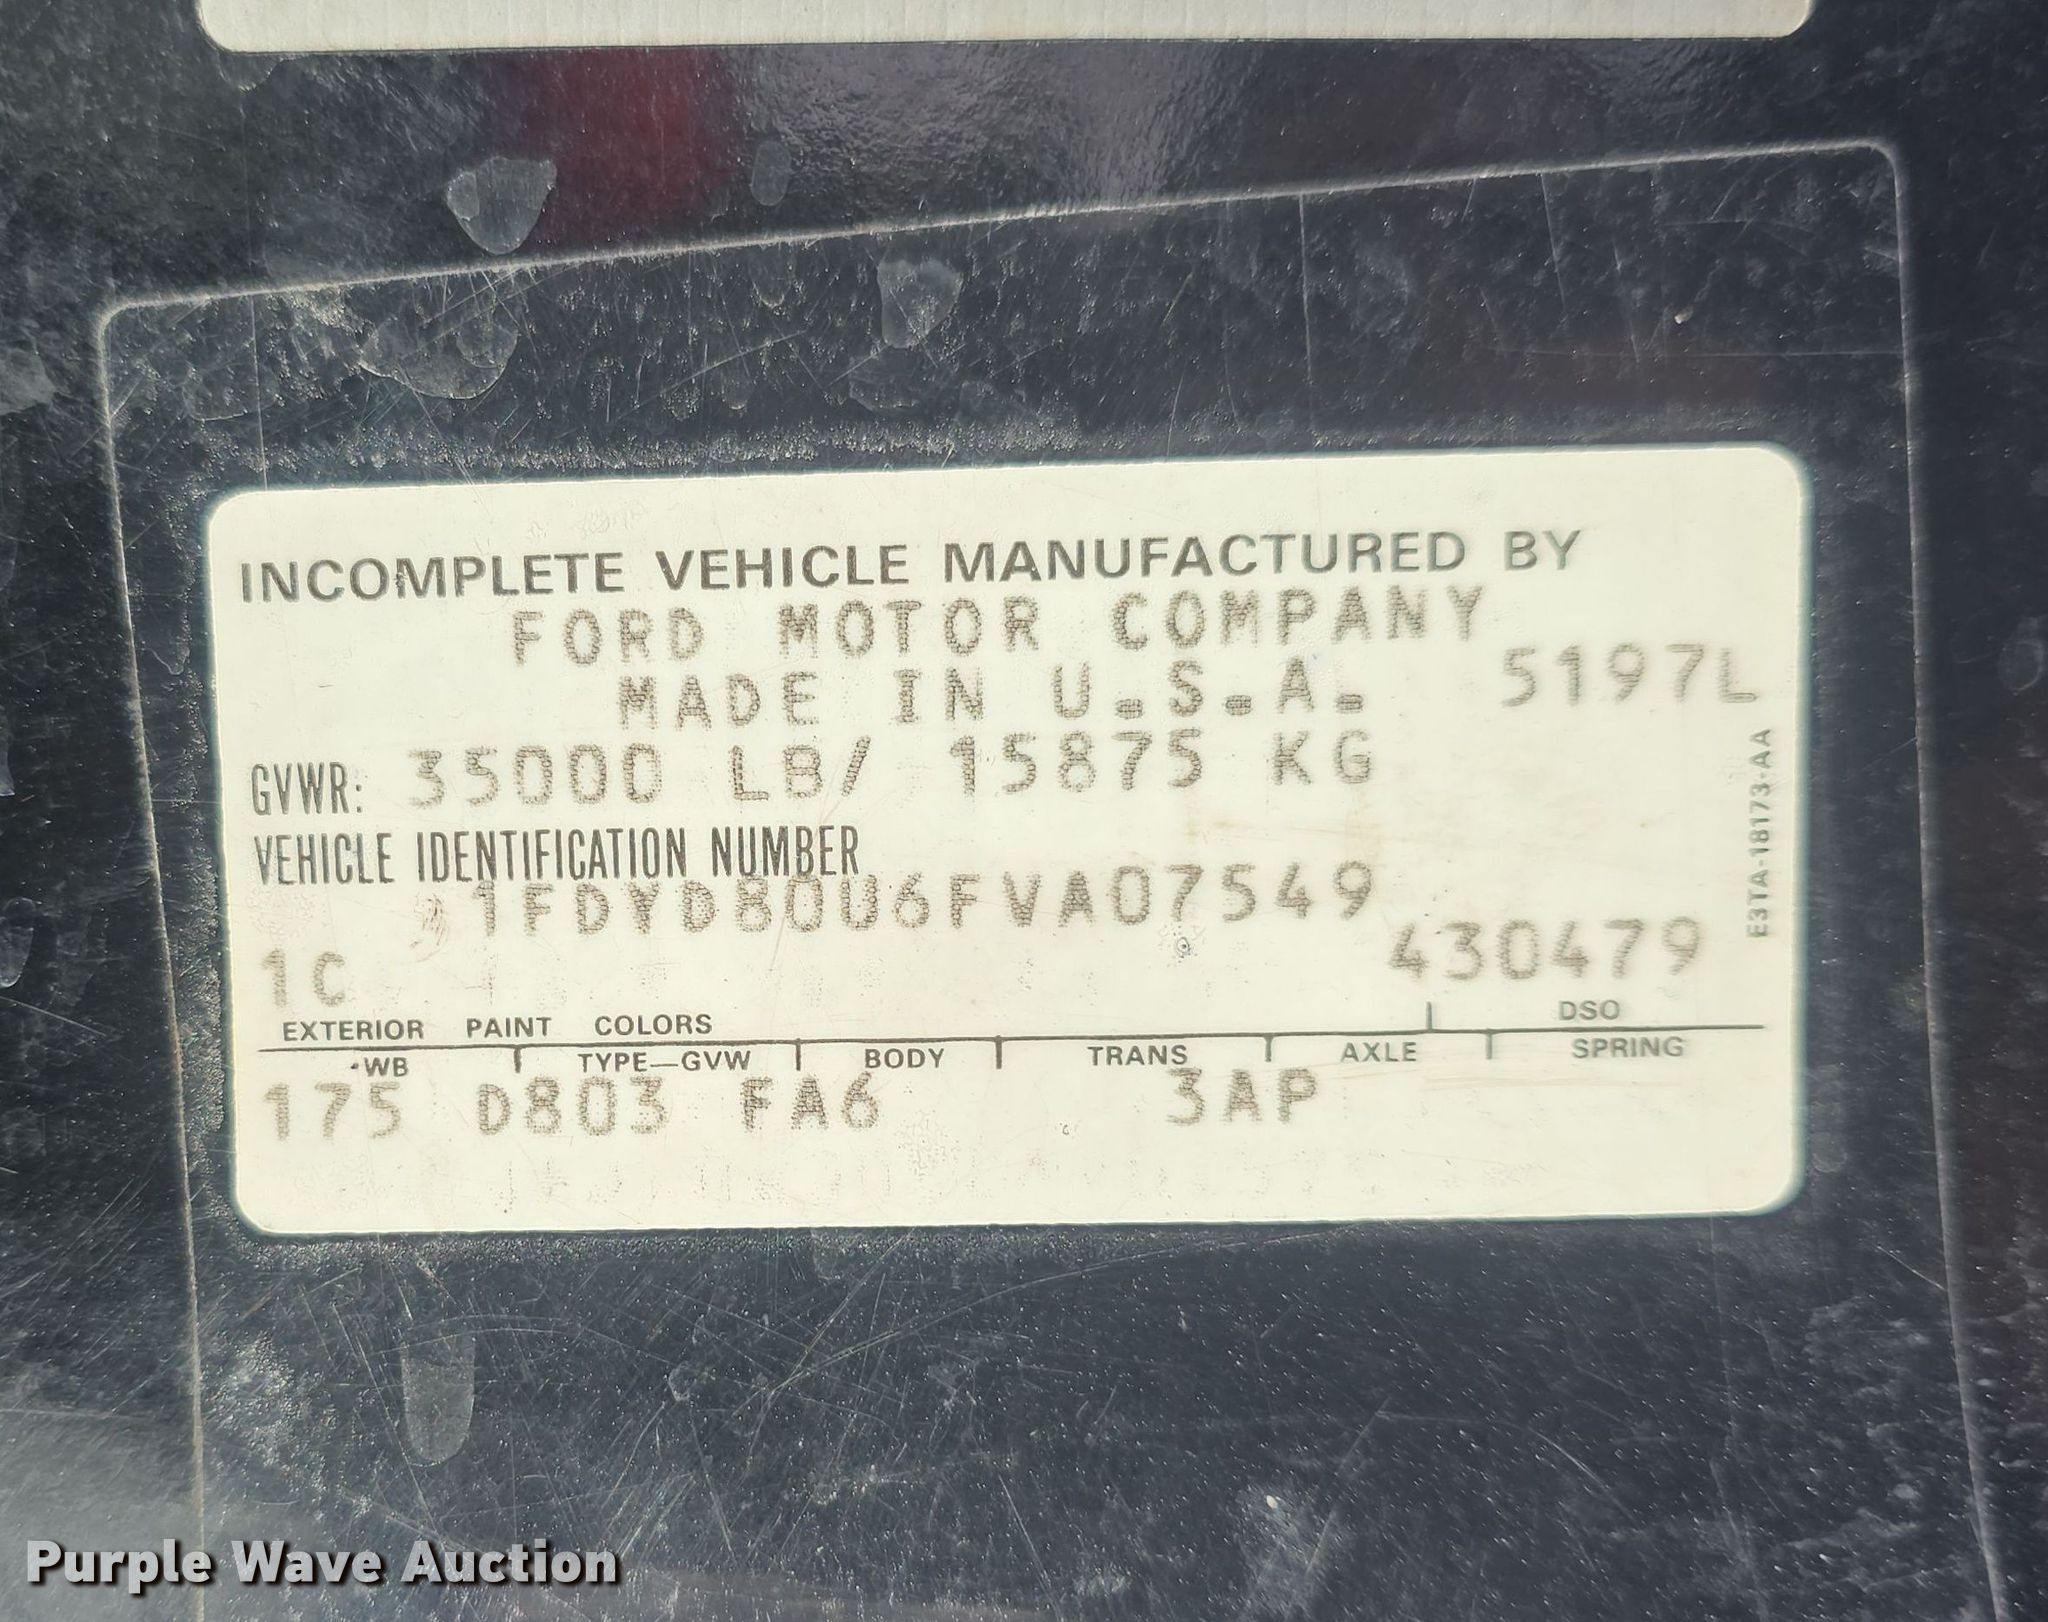 INCOMPLETE VEHICLE MANUFACTURED BY
FORD MOTOR COMPANY
MADE IN U.S.A. 5197L
GVWR: 35000 LB/ 15875 KG
VEHICLE IDENTIFICATION NUMBER
1FDYD80U6FVA07549
1C 430479
EXTERIOR PAINT COLORS DSO
WB TYPE—GVW BODY TRANS AXLE SPRING
175 D803 FA6 3AP
E3TA-18173-AA
Purple Wave Auction